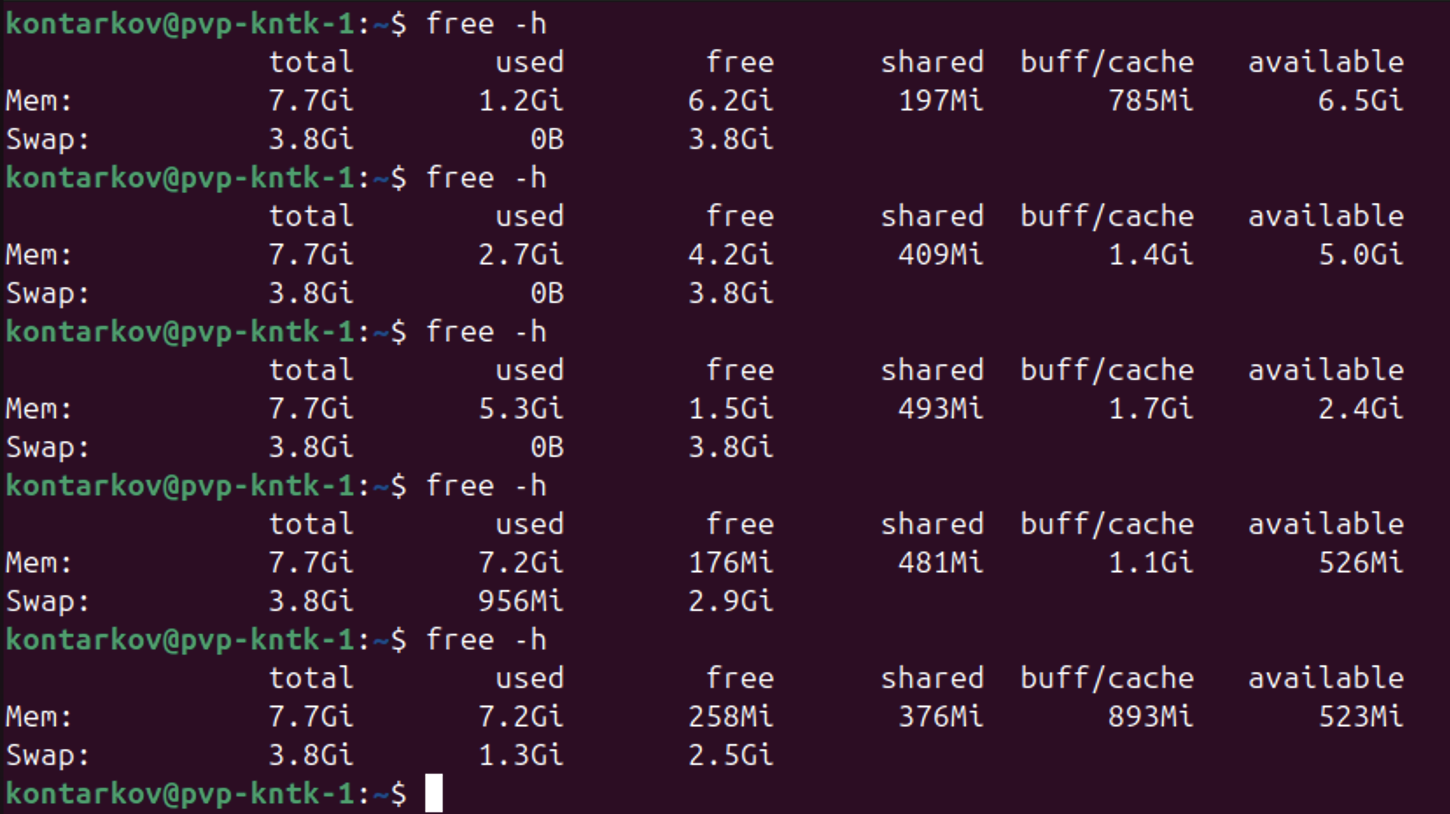 kontarkov@pvp-kntk-1:~$ free -h
total used free shared buff/cache available
Mem: 7.7Gi 1.2Gi 6.2Gi 197Mi 785Mi 6.5Gi
Swap: 3.8Gi 0B 3.8Gi
kontarkov@pvp-kntk-1:~$ free -h
total used free shared buff/cache available
Mem: 7.7Gi 2.7Gi 4.2Gi 409Mi 1.4Gi 5.0Gi
Swap: 3.8Gi 0B 3.8Gi
kontarkov@pvp-kntk-1:~$ free -h
total used free shared buff/cache available
Mem: 7.7Gi 5.3Gi 1.5Gi 493Mi 1.7Gi 2.4Gi
Swap: 3.8Gi 0B 3.8Gi
kontarkov@pvp-kntk-1:~$ free -h
total used free shared buff/cache available
Mem: 7.7Gi 7.2Gi 176Mi 481Mi 1.1Gi 526Mi
Swap: 3.8Gi 956Mi 2.9Gi
kontarkov@pvp-kntk-1:~$ free -h
total used free shared buff/cache available
Mem: 7.7Gi 7.2Gi 258Mi 376Mi 893Mi 523Mi
Swap: 3.8Gi 1.3Gi 2.5Gi
kontarkov@pvp-kntk-1:~$